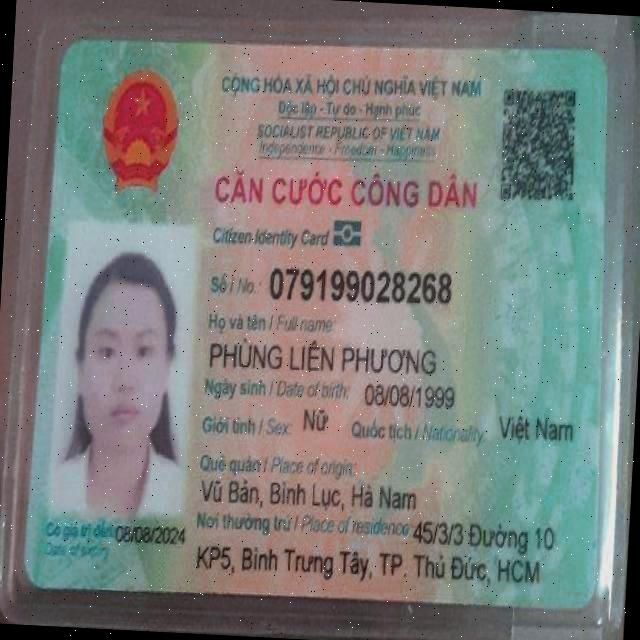 CỘNG HÒA XÃ HỘI CHỦ NGHĨA VIỆT NAM
Độc lập - Tự do - Hạnh phúc
SOCIALIST REPUBLIC OF VIET NAM
Independence - Freedom - Happiness
CĂN CƯỚC CÔNG DÂN
Citizen Identity Card
Số / No.: 079199028268
Họ và tên / Full name:
PHÙNG LIÊN PHƯƠNG
Ngày sinh / Date of birth: 08/08/1999
Giới tính / Sex: Nữ Quốc tịch / Nationality: Việt Nam
Quê quán / Place of origin:
Vũ Bản, Bình Lục, Hà Nam
Nơi thường trú / Place of residence: 45/3/3 Đường 10
KP5, Bình Trưng Tây, TP. Thủ Đức, HCM
Có giá trị đến: 08/08/2024
Date of expiry